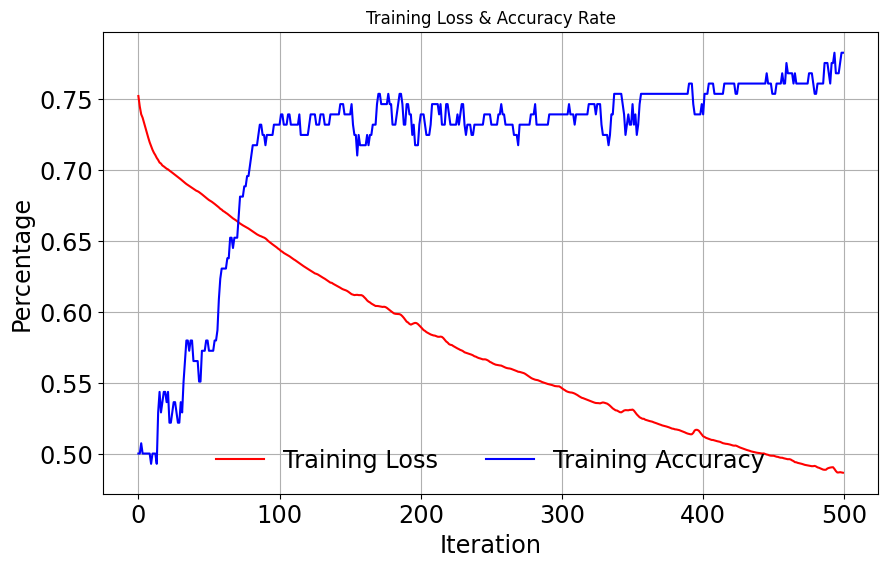 Training Loss & Accuracy Rate
Percentage
0.75
0.70
0.65
0.60
0.55
0.50
Training Loss Training Accuracy
0 100 200 300 400 500
Iteration